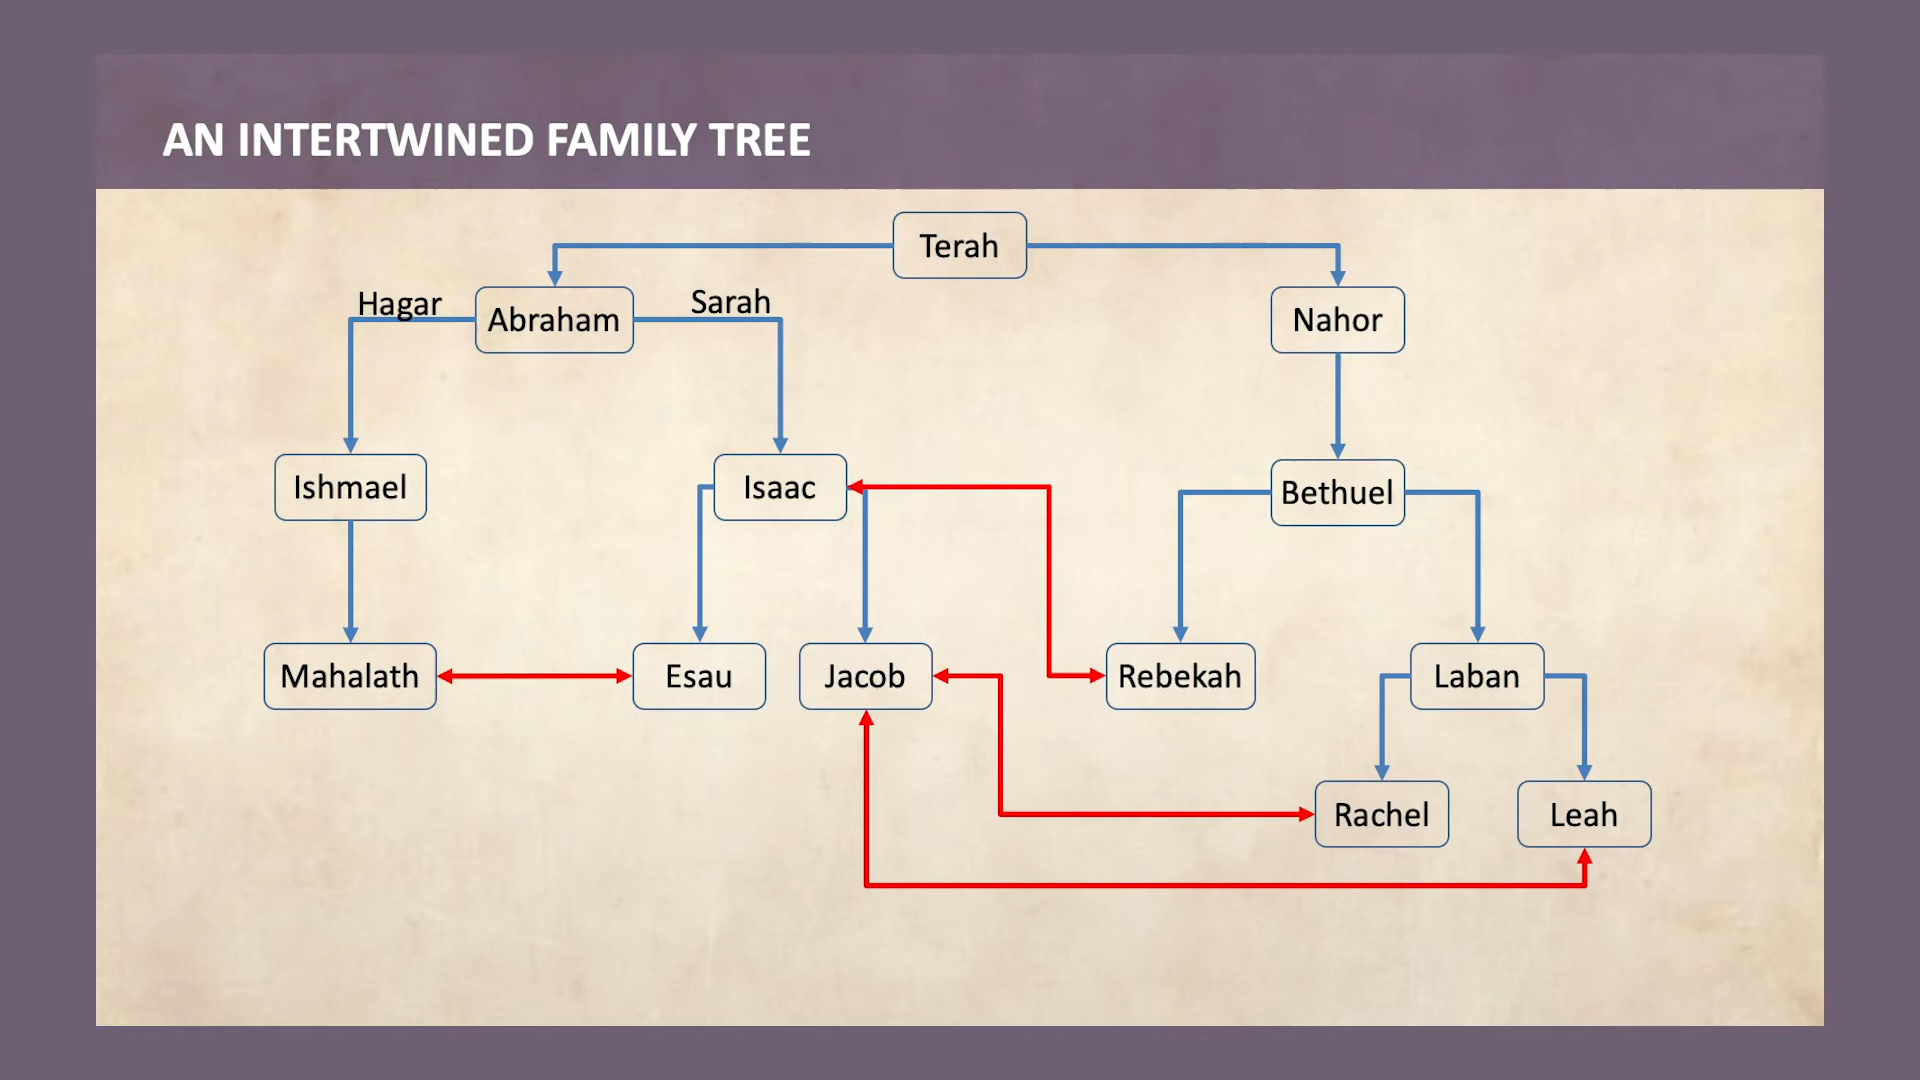 AN INTERTWINED FAMILY TREE
Terah
Hagar
Abraham
Sarah
Nahor
Ishmael
Isaac
Bethuel
Mahalath
Esau
Jacob
Rebekah
Laban
Rachel
Leah